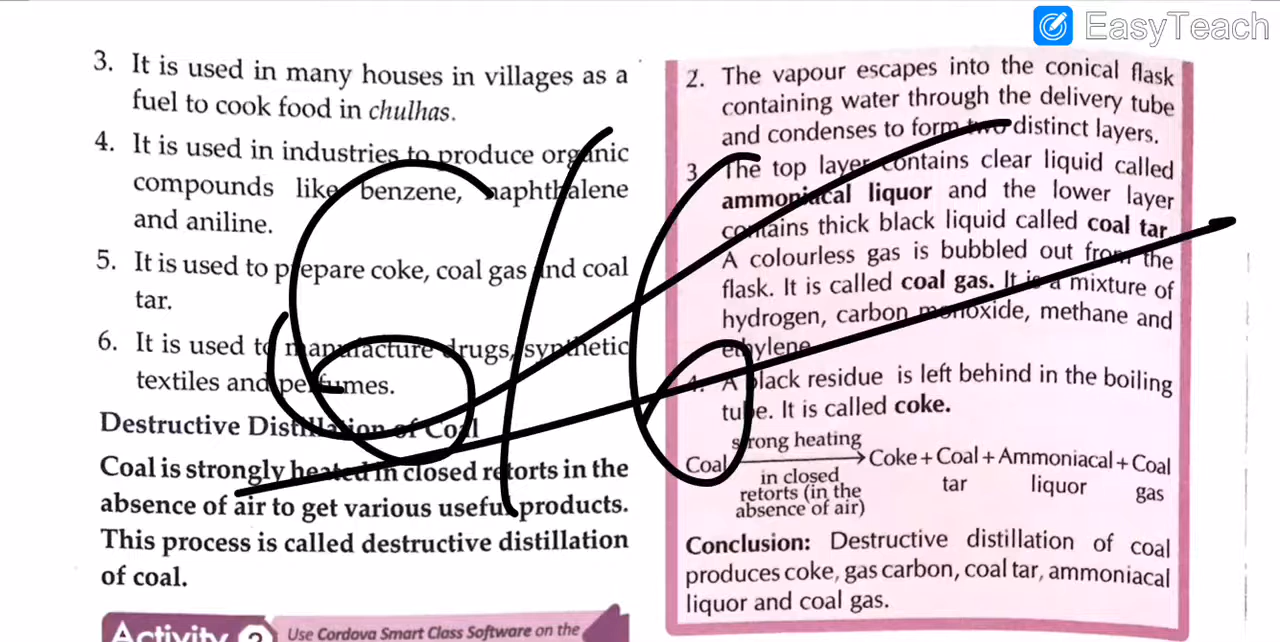 EasyTeach
3. It is used in many houses in villages as a
fuel to cook food in chulhas.
4. It is used in industries to produce organic
compounds like benzene, naphthalene
and aniline.
5. It is used to prepare coke, coal gas and coal
tar.
6. It is used to manufacture drugs, synthetic
textiles and perfumes.
Destructive Distillation of Coal
Coal is strongly heated in closed retorts in the
absence of air to get various useful products.
This process is called destructive distillation
of coal.
Activity 2
Use Cordova Smart Class Software on the
2. The vapour escapes into the conical flask
containing water through the delivery tube
and condenses to form two distinct layers.
3. The top layer contains clear liquid called
ammoniacal liquor and the lower layer
contains thick black liquid called coal tar.
A colourless gas is bubbled out from the
flask. It is called coal gas. It is a mixture of
hydrogen, carbon monoxide, methane and
ethylene.
4. A black residue is left behind in the boiling
tube. It is called coke.
strong heating
Coal → Coke + Coal + Ammoniacal + Coal
in closed tar liquor gas
retorts (in the
absence of air)
Conclusion: Destructive distillation of coal
produces coke, gas carbon, coal tar, ammoniacal
liquor and coal gas.
6/6